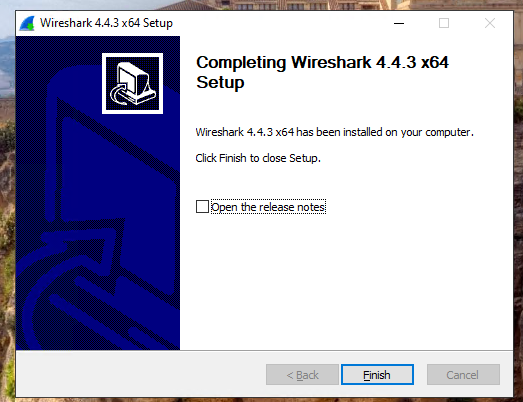 Wireshark 4.4.3 x64 Setup
Completing Wireshark 4.4.3 x64
Setup
Wireshark 4.4.3 x64 has been installed on your computer.
Click Finish to close Setup.
Open the release notes
< Back
Finish
Cancel